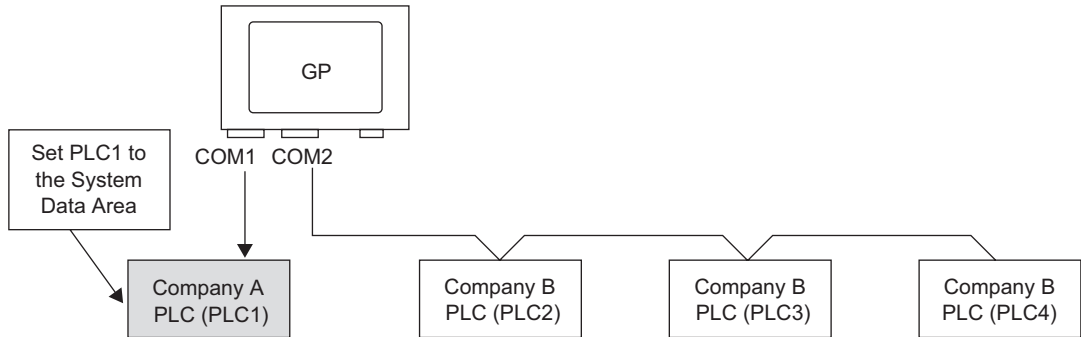 GP
COM1 COM2
Set PLC1 to
the System
Data Area
Company A
PLC (PLC1)
Company B
PLC (PLC2)
Company B
PLC (PLC3)
Company B
PLC (PLC4)